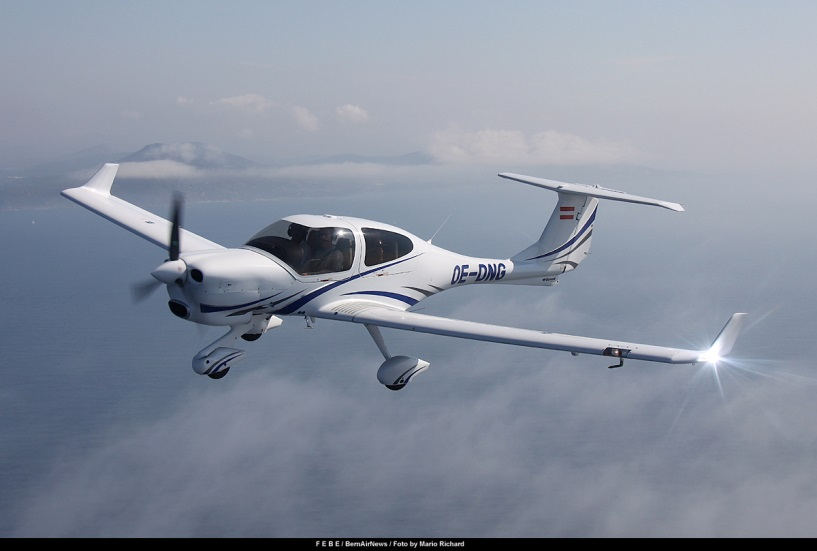 OE-DNG
F E B E / BernAirNews / Foto by Mario Richard